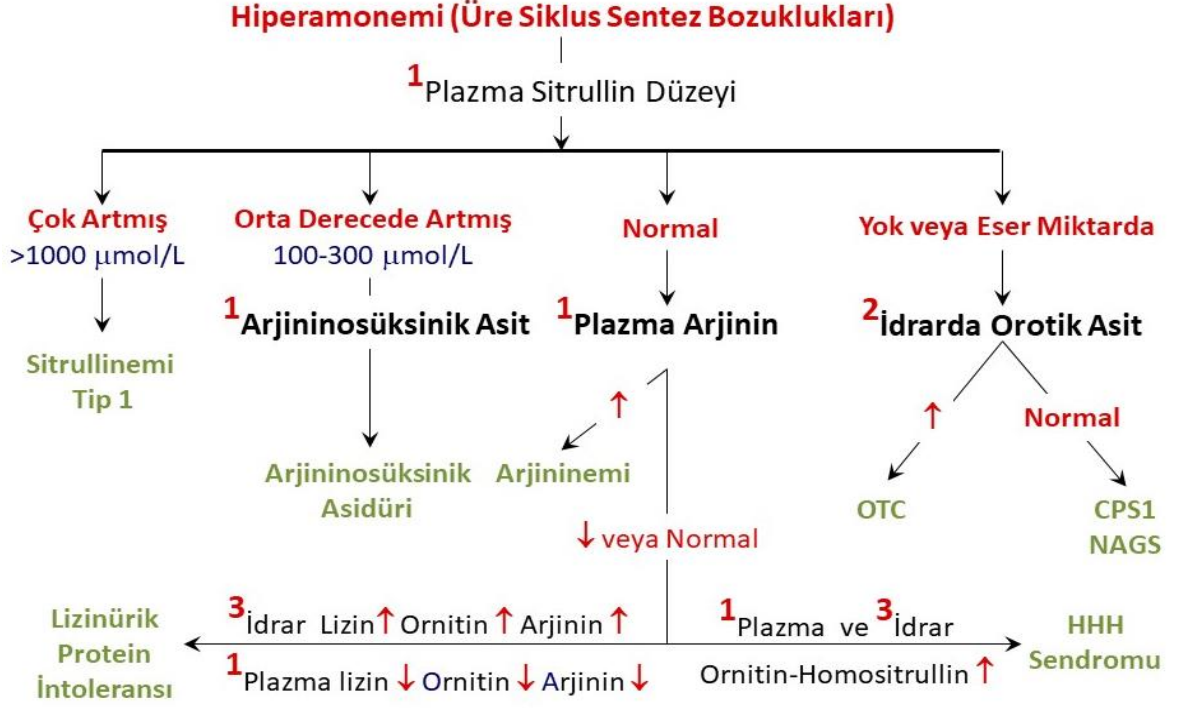 Hiperamonemi (Üre Siklus Sentez Bozuklukları)
1Plazma Sitrullin Düzeyi
Çok Artmış
>1000 µmol/L
Orta Derecede Artmış
100-300 µmol/L
Normal
Yok veya Eser Miktarda
1Arjininosüksinik Asit
1Plazma Arjinin
2İdrarda Orotik Asit
Sitrullinemi
Tip 1
↑
↑
Normal
Arjininosüksinik
Asidüri
Arjininemi
OTC
CPS1
NAGS
↓ veya Normal
Lizinürik
Protein
İntoleransı
3İdrar Lizin↑ Ornitin ↑ Arjinin ↑
1Plazma lizin ↓ Ornitin ↓ Arjinin ↓
1Plazma ve 3İdrar
Ornitin-Homositrullin ↑
HHH
Sendromu